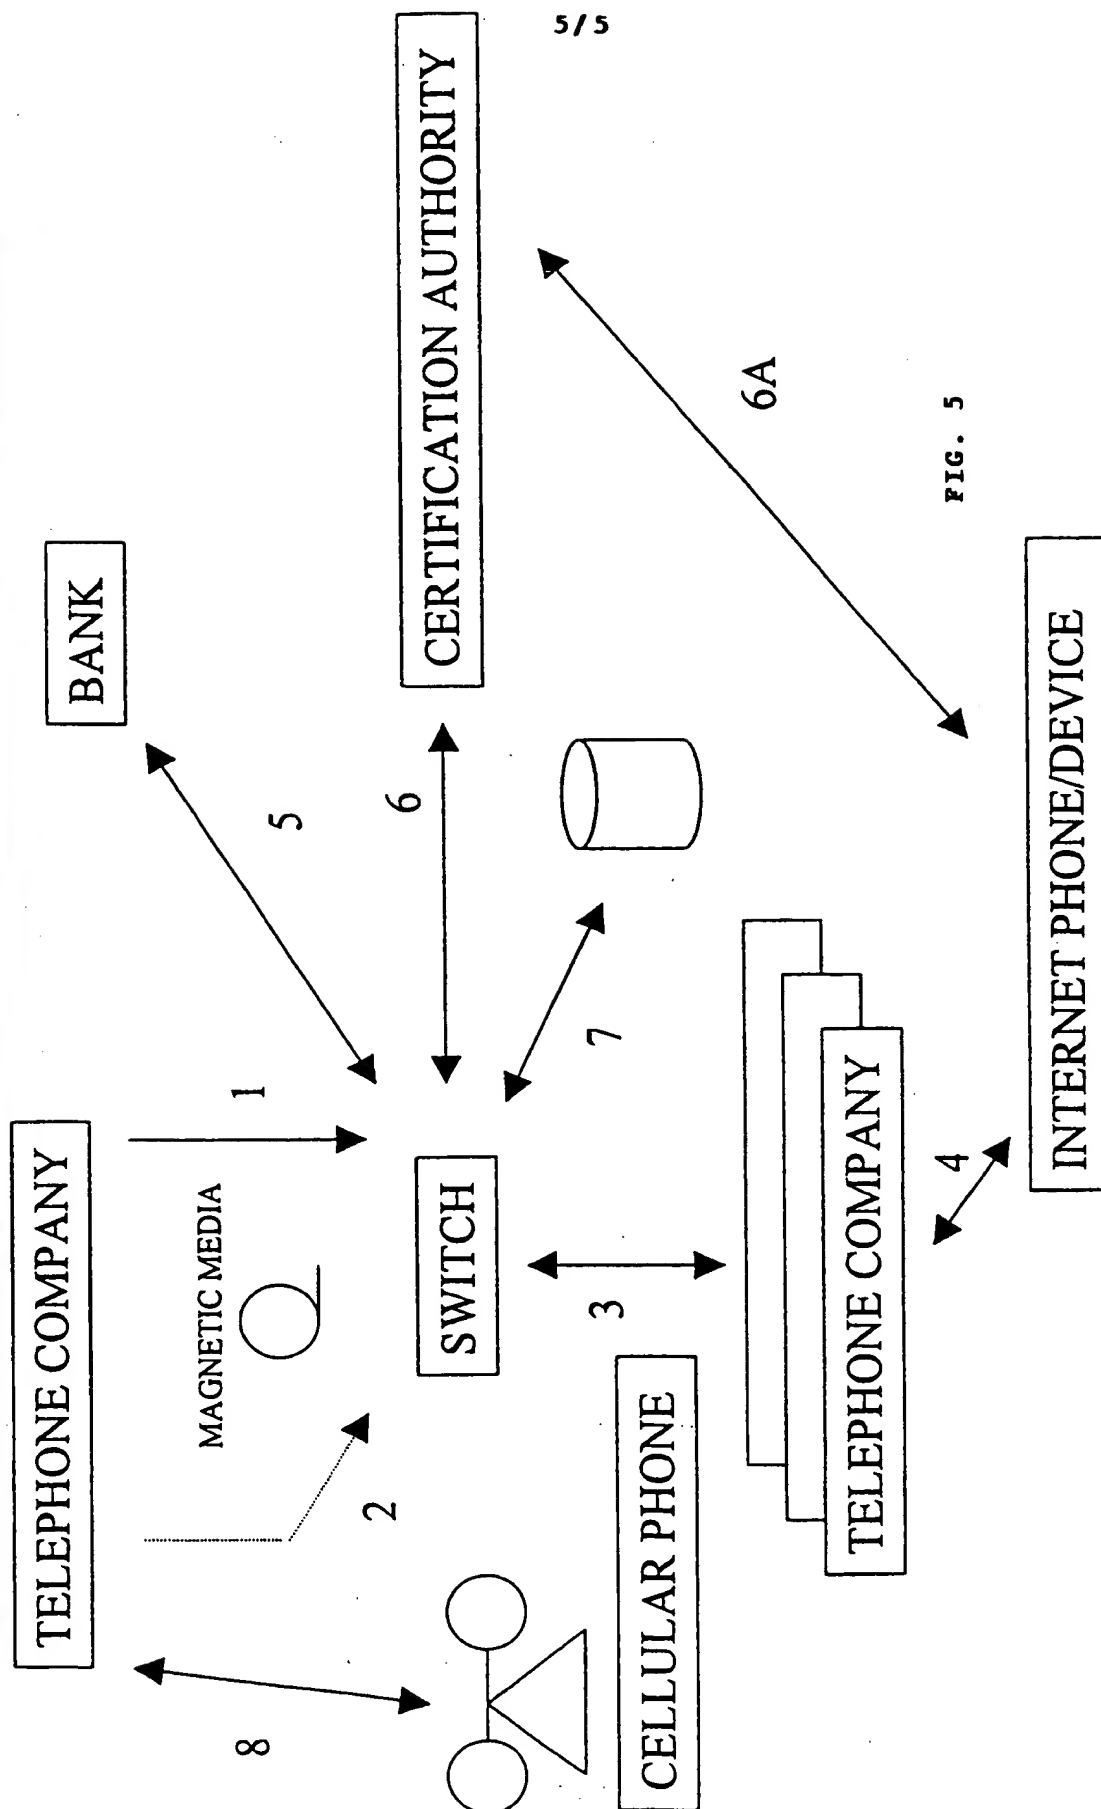 5/5
TELEPHONE COMPANY
BANK
1
MAGNETIC MEDIA
5
8
2
SWITCH
6
CERTIFICATION AUTHORITY
3
7
CELLULAR PHONE
6A
TELEPHONE COMPANY
4
INTERNET PHONE/DEVICE
FIG. 5